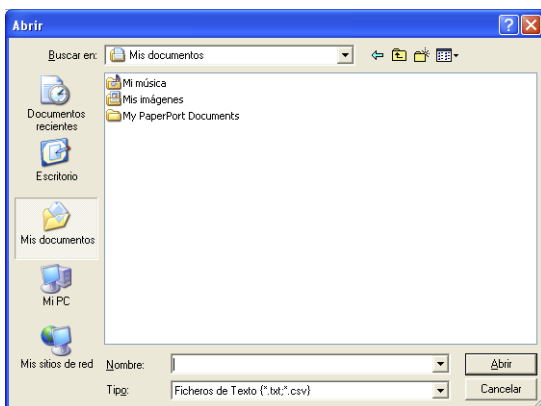 Abrir
Buscar en: Mis documentos
Documentos
recientes
Escritorio
Mis documentos
Mi PC
Mis sitios de red
Mi música
Mis imágenes
My PaperPort Documents
Nombre:
Abrir
Tipo: Ficheros de Texto (*.txt;*.csv)
Cancelar